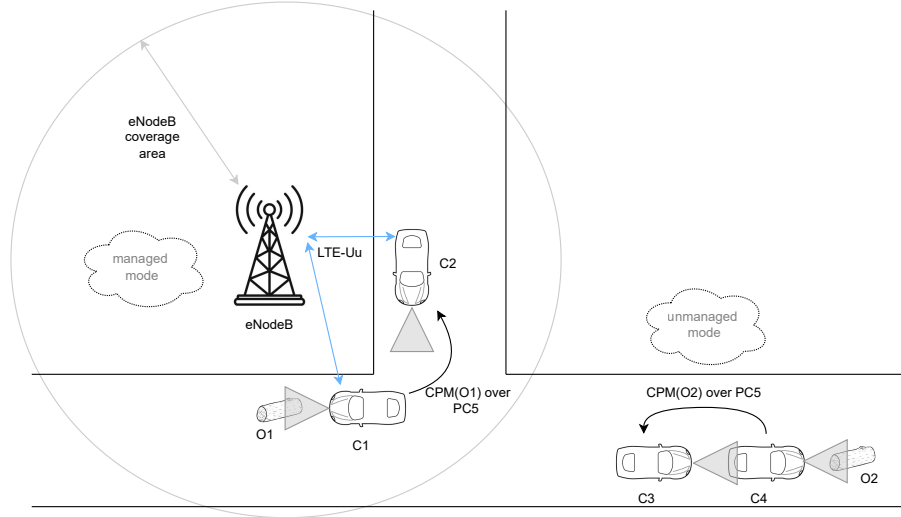 eNodeB
coverage
area
managed
mode
LTE-Uu
C2
eNodeB
unmanaged
mode
CPM(O1) over
PC5
CPM(O2) over PC5
O1
C1
C3
C4
O2